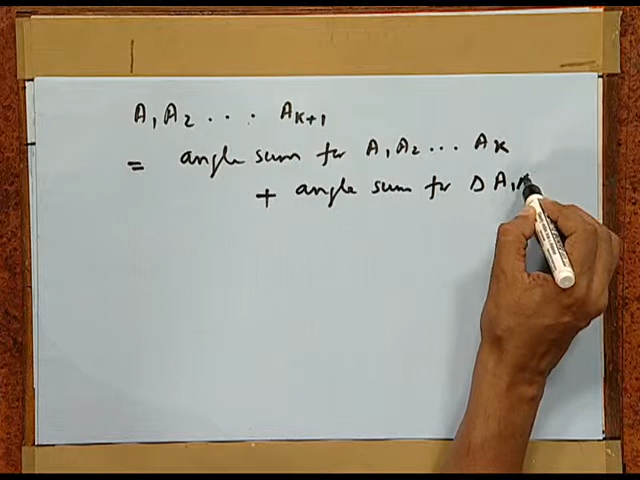 A₁A₂ .... Aₖ₊₁
= angle sum for A₁A₂ ... Aₖ
+ angle sum for Δ A₁